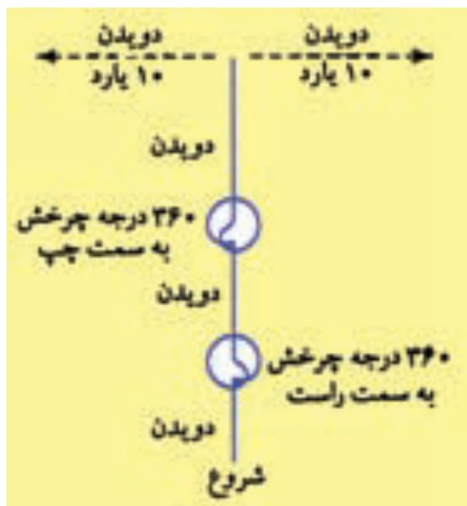 دویدن
دویدن
۱۰ یارد
۱۰ یارد
دویدن
۳۶۰ درجه چرخش
به سمت چپ
دویدن
۳۶۰ درجه چرخش
به سمت راست
دویدن
شروع